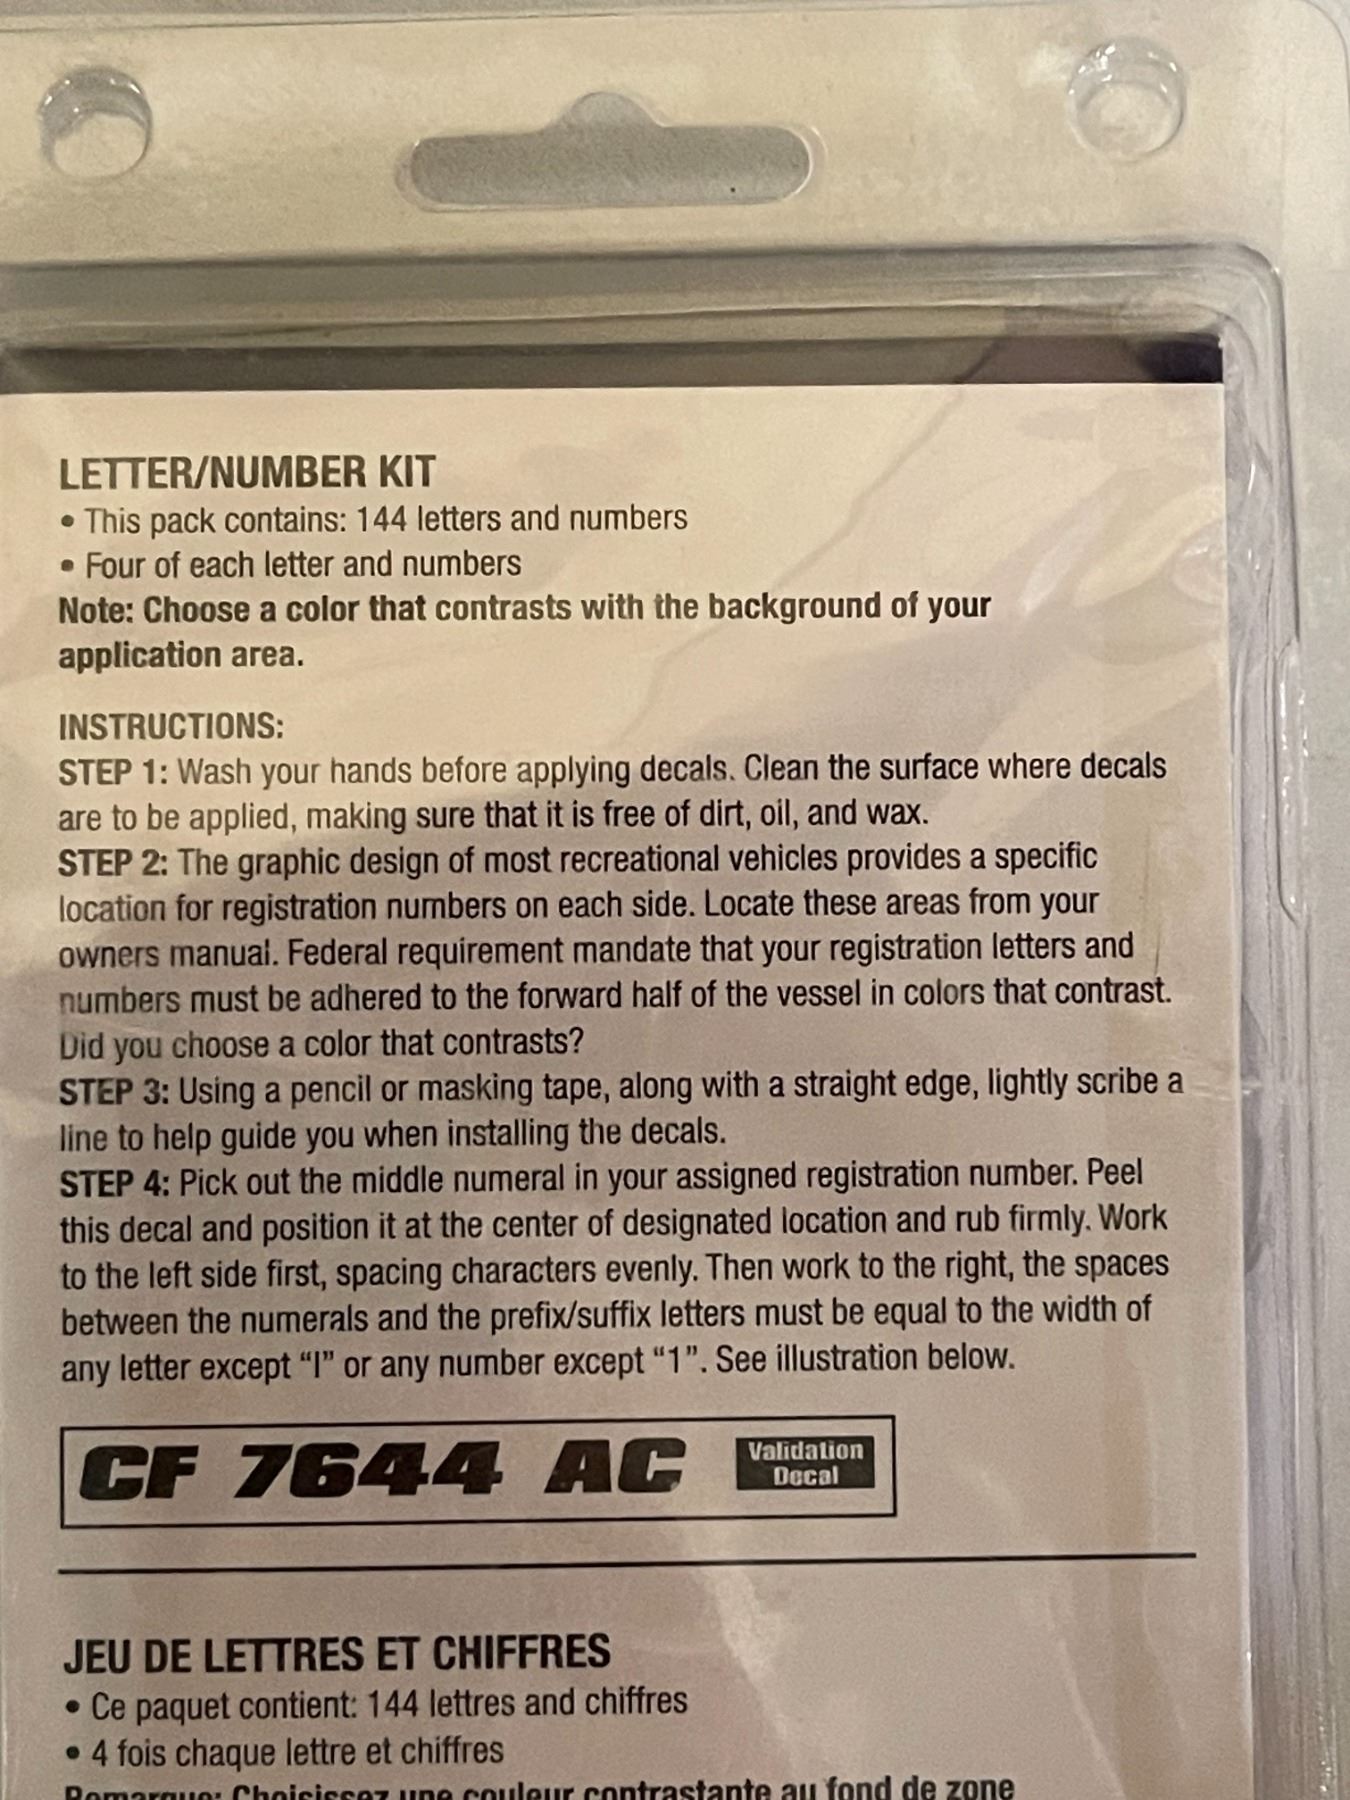 LETTER/NUMBER KIT
• This pack contains: 144 letters and numbers
• Four of each letter and numbers
Note: Choose a color that contrasts with the background of your
application area.
INSTRUCTIONS:
STEP 1: Wash your hands before applying decals. Clean the surface where decals
are to be applied, making sure that it is free of dirt, oil, and wax.
STEP 2: The graphic design of most recreational vehicles provides a specific
location for registration numbers on each side. Locate these areas from your
owners manual. Federal requirement mandate that your registration letters and
numbers must be adhered to the forward half of the vessel in colors that contrast.
Did you choose a color that contrasts?
STEP 3: Using a pencil or masking tape, along with a straight edge, lightly scribe a
line to help guide you when installing the decals.
STEP 4: Pick out the middle numeral in your assigned registration number. Peel
this decal and position it at the center of designated location and rub firmly. Work
to the left side first, spacing characters evenly. Then work to the right, the spaces
between the numerals and the prefix/suffix letters must be equal to the width of
any letter except “I” or any number except “1”. See illustration below.
CF 7644 AC
Validation
Decal
JEU DE LETTRES ET CHIFFRES
• Ce paquet contient: 144 lettres and chiffres
• 4 fois chaque lettre et chiffres
Remarque: Choisissez une couleur contrastante au fond de zone